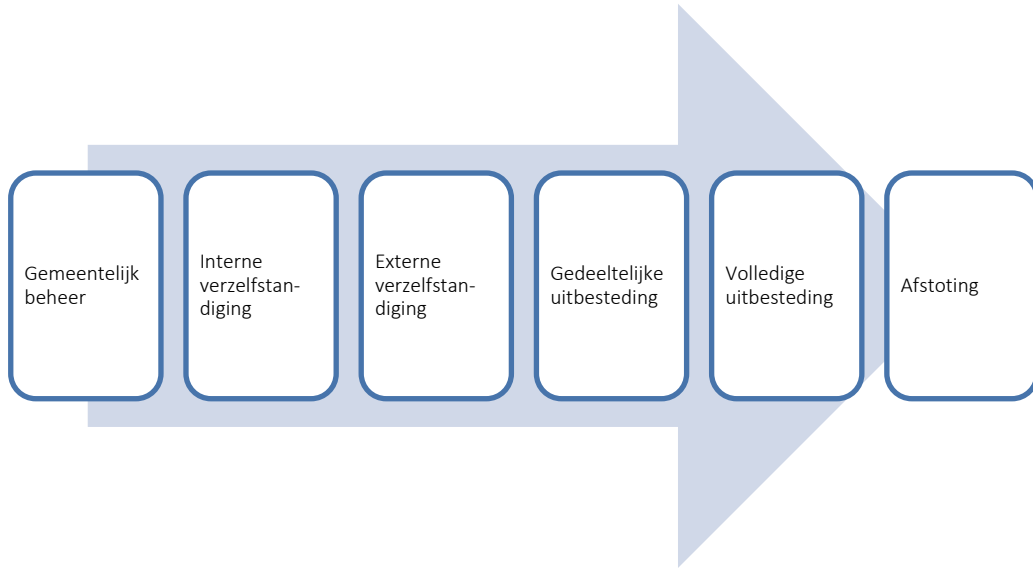 Gemeentelijk
beheer
Interne
verzelfstan-
diging
Externe
verzelfstan-
diging
Gedeeltelijke
uitbesteding
Volledige
uitbesteding
Afstoting